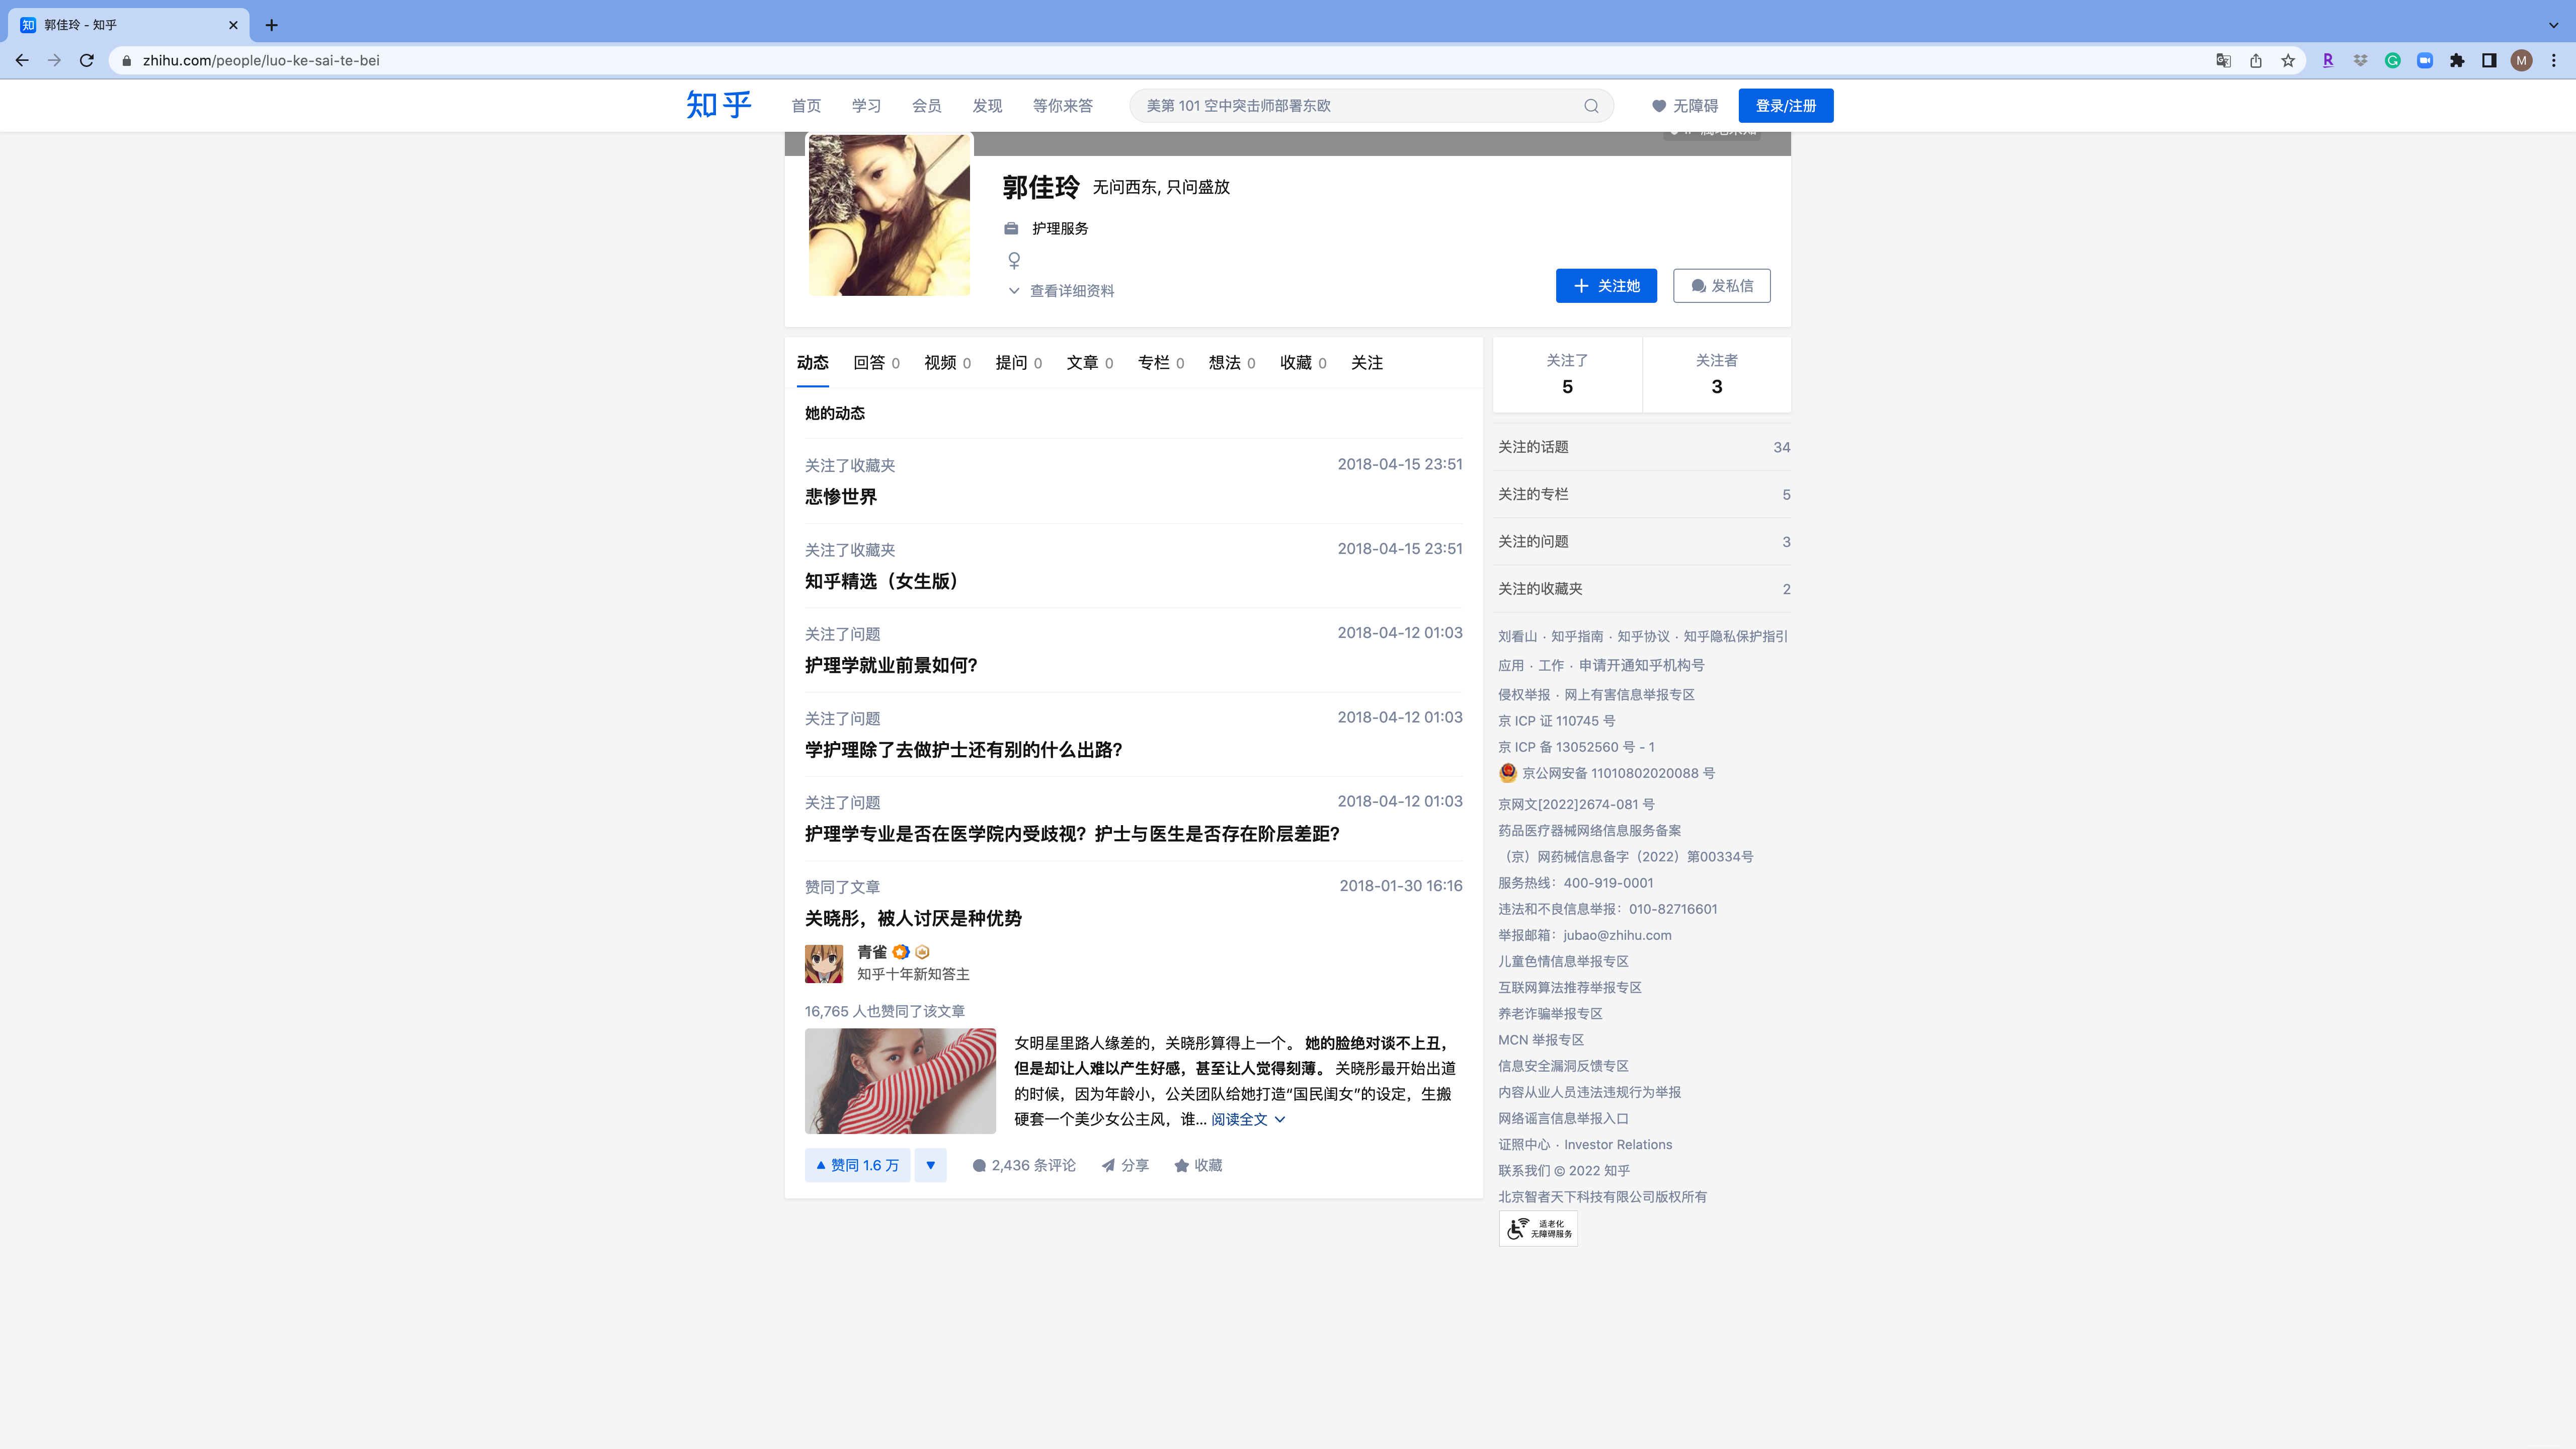 郭佳玲 - 知乎
zhihu.com/people/luo-ke-sai-te-bei
M
知乎
首页
学习
会员
发现
等你来答
美第 101 空中突击师部署东欧
无障碍
登录/注册
郭佳玲 无问西东, 只问盛放
护理服务
查看详细资料
关注她
发私信
动态 回答 0 视频 0 提问 0 文章 0 专栏 0 想法 0 收藏 0 关注
她的动态
关注了收藏夹 2018-04-15 23:51
悲惨世界
关注了收藏夹 2018-04-15 23:51
知乎精选（女生版）
关注了问题 2018-04-12 01:03
护理学就业前景如何？
关注了问题 2018-04-12 01:03
学护理除了去做护士还有别的什么出路？
关注了问题 2018-04-12 01:03
护理学专业是否在医学院内受歧视？护士与医生是否存在阶层差距？
赞同了文章 2018-01-30 16:16
关晓彤，被人讨厌是种优势
青雀
知乎十年新知答主
16,765 人也赞同了该文章
女明星里路人缘差的，关晓彤算得上一个。 她的脸绝对谈不上丑，
但是却让人难以产生好感，甚至让人觉得刻薄。 关晓彤最开始出道
的时候，因为年龄小，公关团队给她打造“国民闺女”的设定，生搬
硬套一个美少女公主风，谁... 阅读全文
赞同 1.6 万 2,436 条评论 分享 收藏
关注了 关注者
5 3
关注的话题 34
关注的专栏 5
关注的问题 3
关注的收藏夹 2
刘看山 · 知乎指南 · 知乎协议 · 知乎隐私保护指引
应用 · 工作 · 申请开通知乎机构号
侵权举报 · 网上有害信息举报专区
京 ICP 证 110745 号
京 ICP 备 13052560 号 - 1
京公网安备 11010802020088 号
京网文[2022]2674-081 号
药品医疗器械网络信息服务备案
（京）网药械信息备字（2022）第00334号
服务热线：400-919-0001
违法和不良信息举报：010-82716601
举报邮箱：jubao@zhihu.com
儿童色情信息举报专区
互联网算法推荐举报专区
养老诈骗举报专区
MCN 举报专区
信息安全漏洞反馈专区
内容从业人员违法违规行为举报
网络谣言信息举报入口
证照中心 · Investor Relations
联系我们 © 2022 知乎
北京智者天下科技有限公司版权所有
适老化
无障碍服务